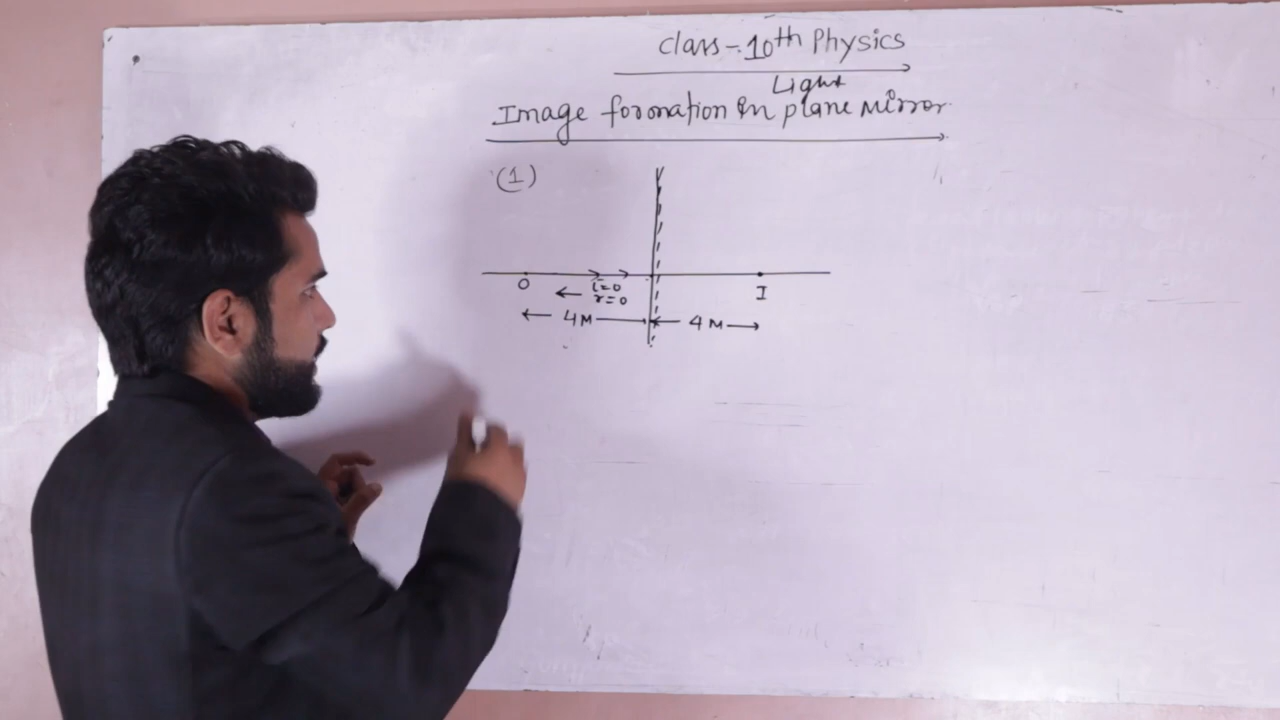 Class-10th Physics
Light
Image formation in plane Mirror
(1)
O
i=0
r=0
I
4M
4M